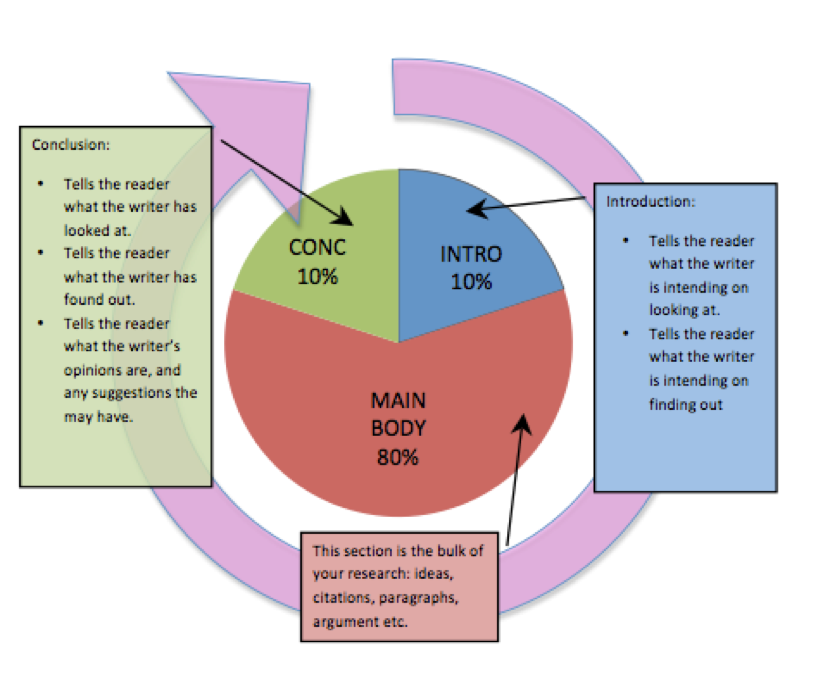 Conclusion:
• Tells the reader
what the writer has
looked at.
• Tells the reader
what the writer has
found out.
• Tells the reader
what the writer's
opinions are, and
any suggestions the
may have.
CONC
10%
INTRO
10%
MAIN
BODY
80%
Introduction:
• Tells the reader
what the writer
is intending on
looking at.
• Tells the reader
what the writer
is intending on
finding out
This section is the bulk of
your research: ideas,
citations, paragraphs,
argument etc.